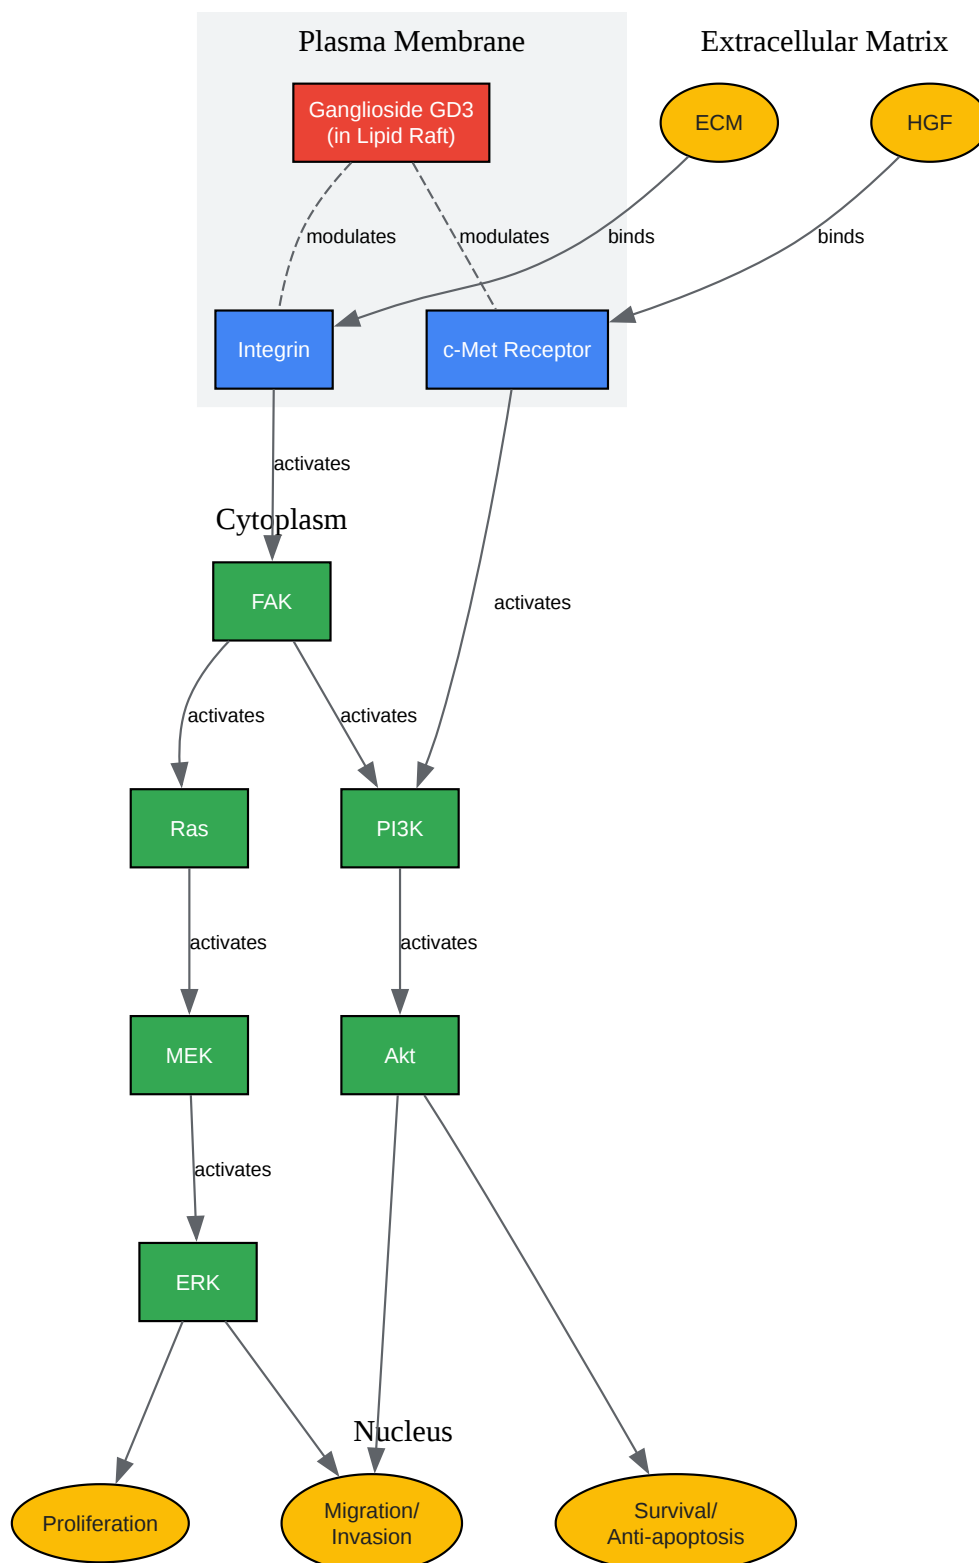 Plasma Membrane
Extracellular Matrix
Ganglioside GD3
(in Lipid Raft)
ECM
HGF
modulates
modulates
binds
binds
Integrin
c-Met Receptor
activates
Cytoplasm
FAK
activates
activates
activates
Ras
PI3K
activates
activates
MEK
Akt
activates
ERK
Nucleus
Proliferation
Migration/
Invasion
Survival/
Anti-apoptosis